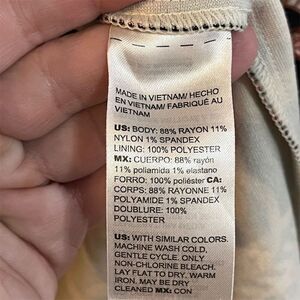 MADE IN VIETNAM/ HECHO
EN VIETNAM/ FABRIQUÉ AU
VIETNAM
US: BODY: 88% RAYON 11%
NYLON 1% SPANDEX
LINING: 100% POLYESTER
MX: CUERPO: 88% rayón
11% poliamida 1% elastano
FORRO: 100% poliéster CA:
CORPS: 88% RAYONNE 11%
POLYAMIDE 1% SPANDEX
DOUBLURE: 100%
POLYESTER
US: WITH SIMILAR COLORS.
MACHINE WASH COLD,
GENTLE CYCLE. ONLY
NON-CHLORINE BLEACH.
LAY FLAT TO DRY. WARM
IRON. MAY BE DRY
CLEANED MX: CON